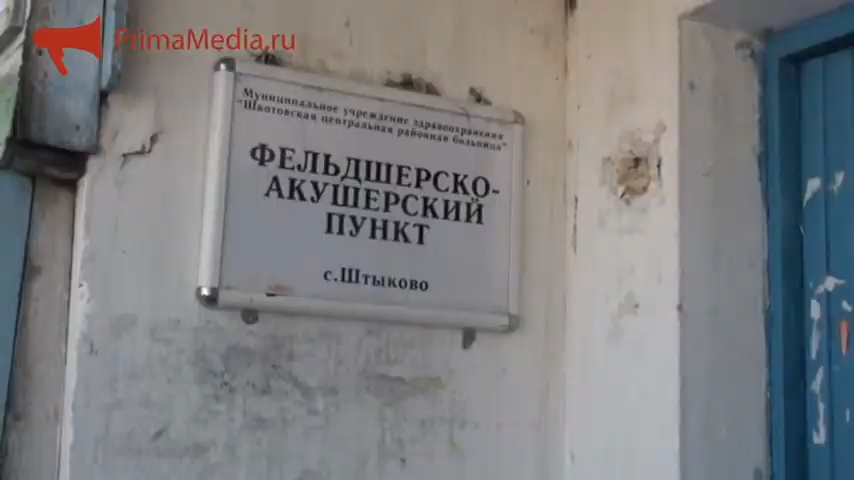 PrimaMedia.ru
Муниципальное учреждение здравоохранения
"Шкотовская центральная районная больница"
ФЕЛЬДШЕРСКО-
АКУШЕРСКИЙ
ПУНКТ
с.Штыково